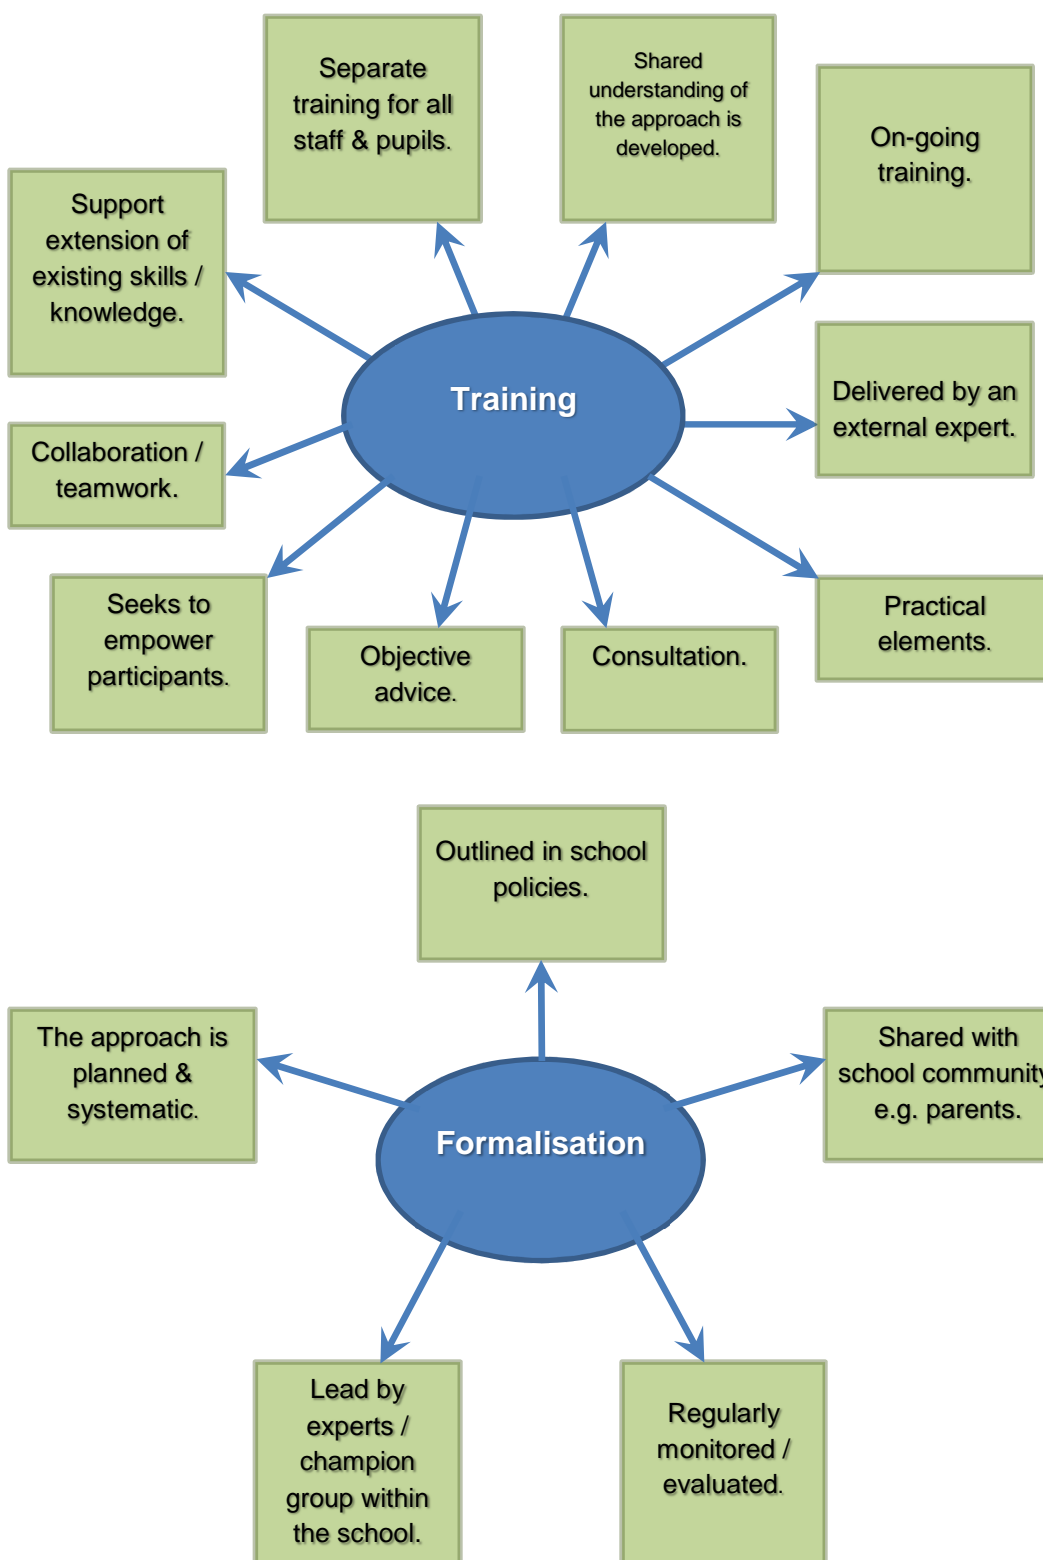 Separate
training for all
staff & pupils.
Shared
understanding of
the approach is
developed.
On-going
training.
Support
extension of
existing skills /
knowledge.
Training
Delivered by an
external expert.
Collaboration /
teamwork.
Seeks to
empower
participants.
Objective
advice.
Consultation.
Practical
elements.
Outlined in school
policies.
The approach is
planned &
systematic.
Shared with
school community
e.g. parents.
Formalisation
Lead by
experts /
champion
group within
the school.
Regularly
monitored /
evaluated.